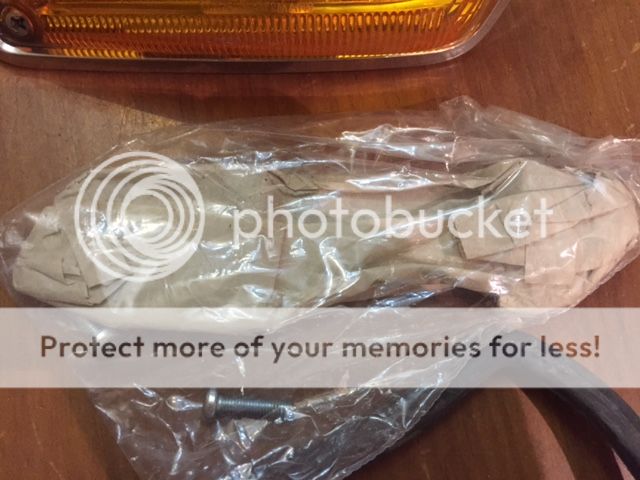 photobucket
Protect more of your memories for less!